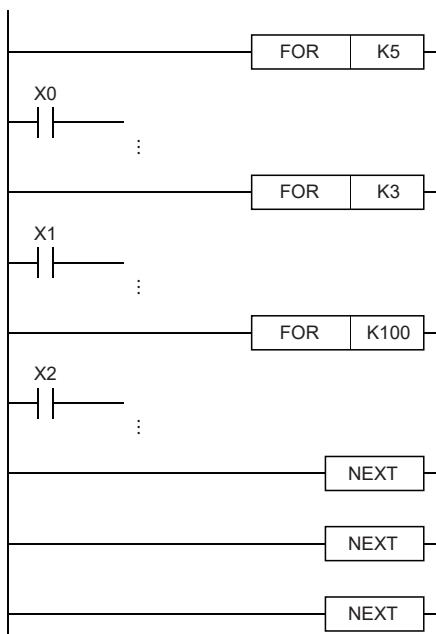 FOR K5
X0
⋮
FOR K3
X1
⋮
FOR K100
X2
⋮
NEXT
NEXT
NEXT